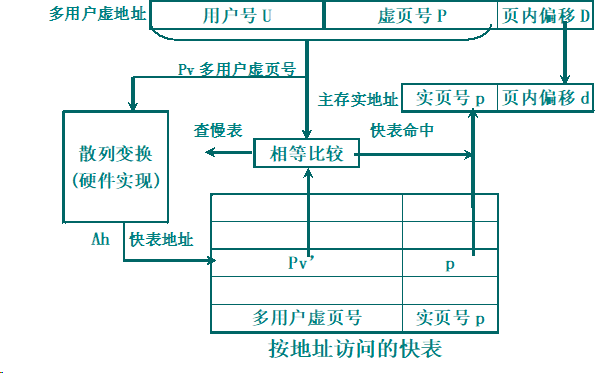 多用户虚地址 用户号 U 虚页号 P 页内偏移 D
Pv 多用户虚页号
主存实地址 实页号 p 页内偏移 d
查慢表 快表命中
散列变换
(硬件实现)
相等比较
Ah 快表地址
Pv’ p
多用户虚页号 实页号 p
按地址访问的快表